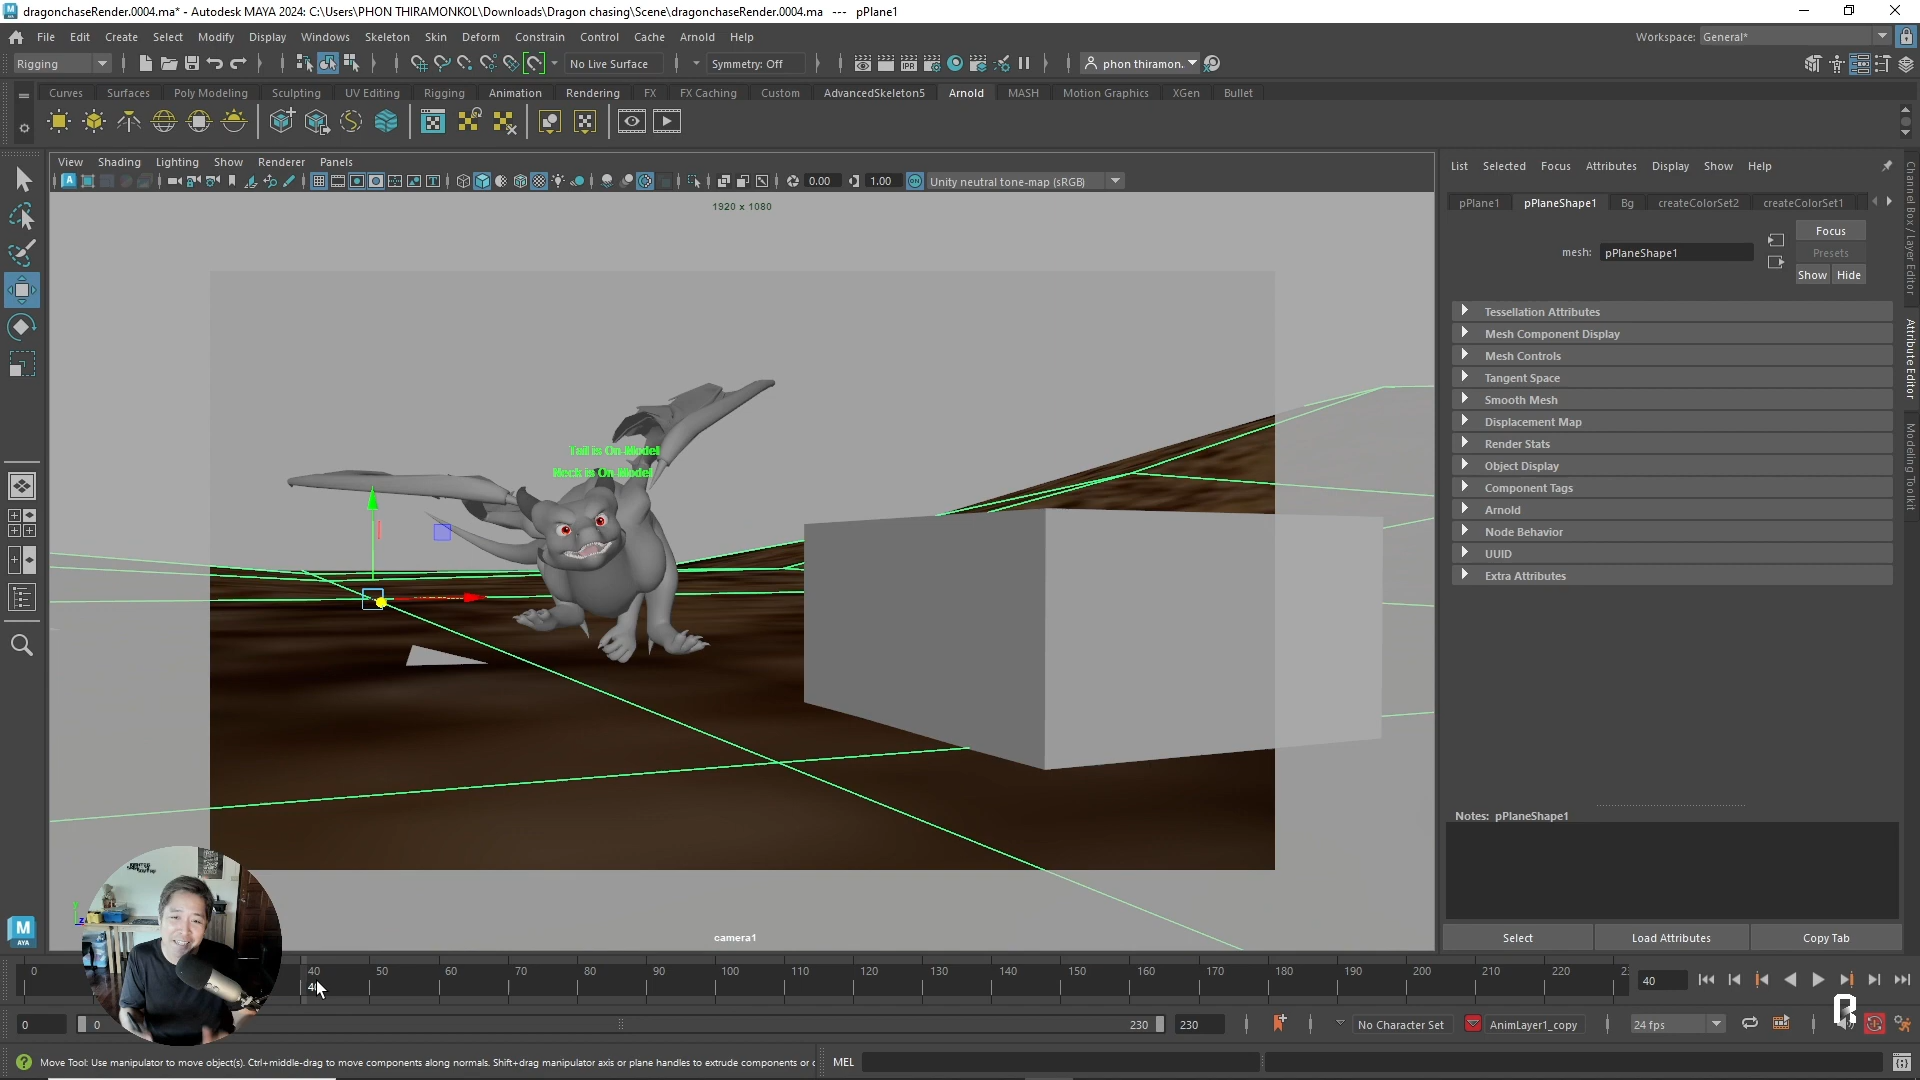 dragonchaseRender.0004.ma* - Autodesk MAYA 2024: C:\Users\PHON THIRAMONKOL\Downloads\Dragon chasing\Scene\dragonchaseRender.0004.ma --- pPlane1
File Edit Create Select Modify Display Windows Skeleton Skin Deform Constrain Control Cache Arnold Help
Workspace: General*
Rigging
No Live Surface
Symmetry: Off
phon thiramon.
Curves Surfaces Poly Modeling Sculpting UV Editing Rigging Animation Rendering FX FX Caching Custom AdvancedSkeleton5 Arnold MASH Motion Graphics XGen Bullet
View Shading Lighting Show Renderer Panels
0.00 1.00 ON Unity neutral tone-map (sRGB)
1920 x 1080
Tail is On Model
Neck is On Model
camera1
List Selected Focus Attributes Display Show Help
pPlane1 pPlaneShape1 Bg createColorSet2 createColorSet1
Focus
mesh: pPlaneShape1
Presets
Show Hide
Tessellation Attributes
Mesh Component Display
Mesh Controls
Tangent Space
Smooth Mesh
Displacement Map
Render Stats
Object Display
Component Tags
Arnold
Node Behavior
UUID
Extra Attributes
Notes: pPlaneShape1
Select Load Attributes Copy Tab
Channel Box / Layer Editor
Attribute Editor
Modeling Toolkit
M
AYA
0 40 50 60 70 80 90 100 110 120 130 140 150 160 170 180 190 200 210 220
40
0 0 230 230 No Character Set AnimLayer1_copy 24 fps
Move Tool: Use manipulator to move object(s). Ctrl+middle-drag to move components along normals. Shift+drag manipulator axis or plane handles to extrude components or
MEL